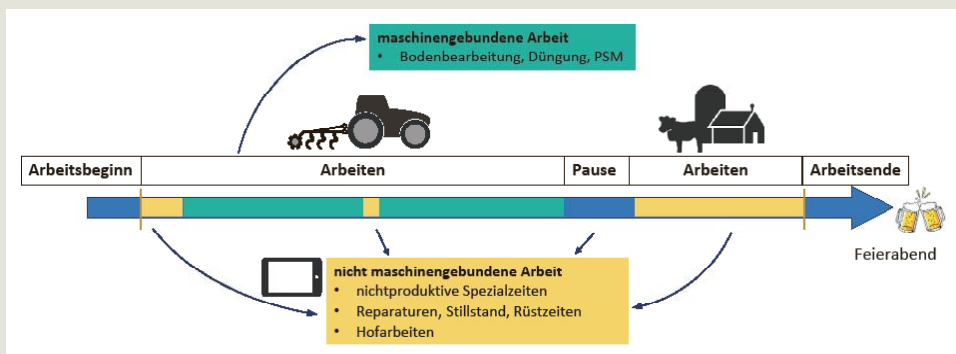 maschinengebundene Arbeit
• Bodenbearbeitung, Düngung, PSM
Arbeitsbeginn
Arbeiten
Pause
Arbeiten
Arbeitsende
Feierabend
nicht maschinengebundene Arbeit
• nichtproduktive Spezialzeiten
• Reparaturen, Stillstand, Rüstzeiten
• Hofarbeiten